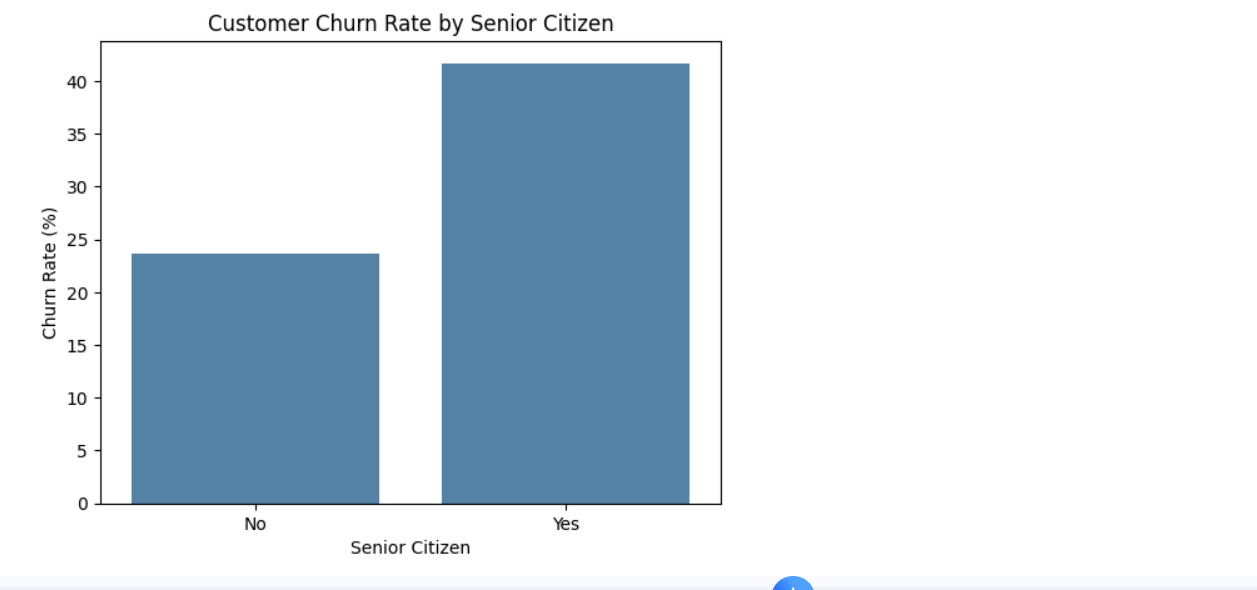 Customer Churn Rate by Senior Citizen
Churn Rate (%)
40
35
30
25
20
15
10
5
0
No Yes
Senior Citizen